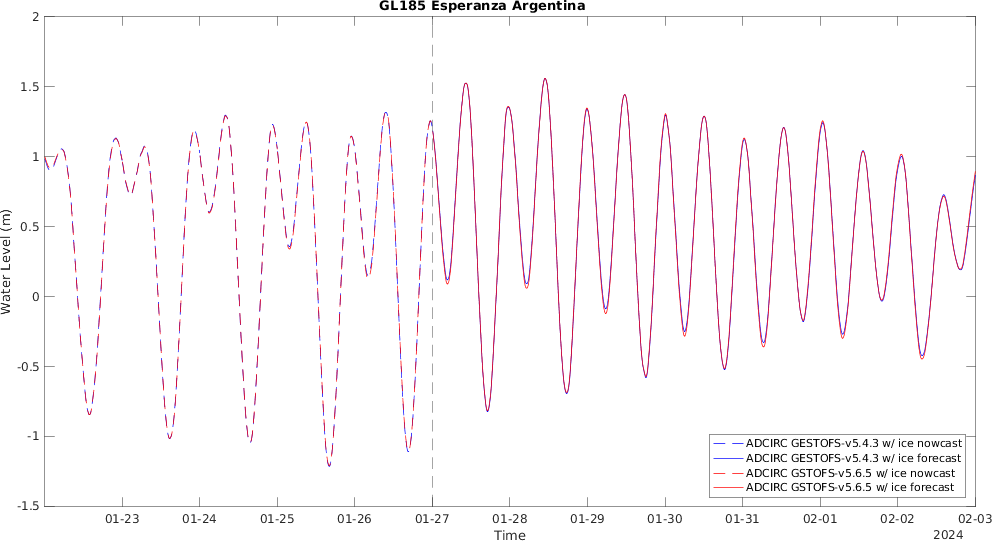 GL185 Esperanza Argentina
2
1.5
1
0.5
0
-0.5
-1
-1.5
Water Level (m)
ADCIRC GESTOFS-v5.4.3 w/ ice nowcast
ADCIRC GESTOFS-v5.4.3 w/ ice forecast
ADCIRC GSTOFS-v5.6.5 w/ ice nowcast
ADCIRC GSTOFS-v5.6.5 w/ ice forecast
01-23 01-24 01-25 01-26 01-27 01-28 01-29 01-30 01-31 02-01 02-02 02-03
Time
2024